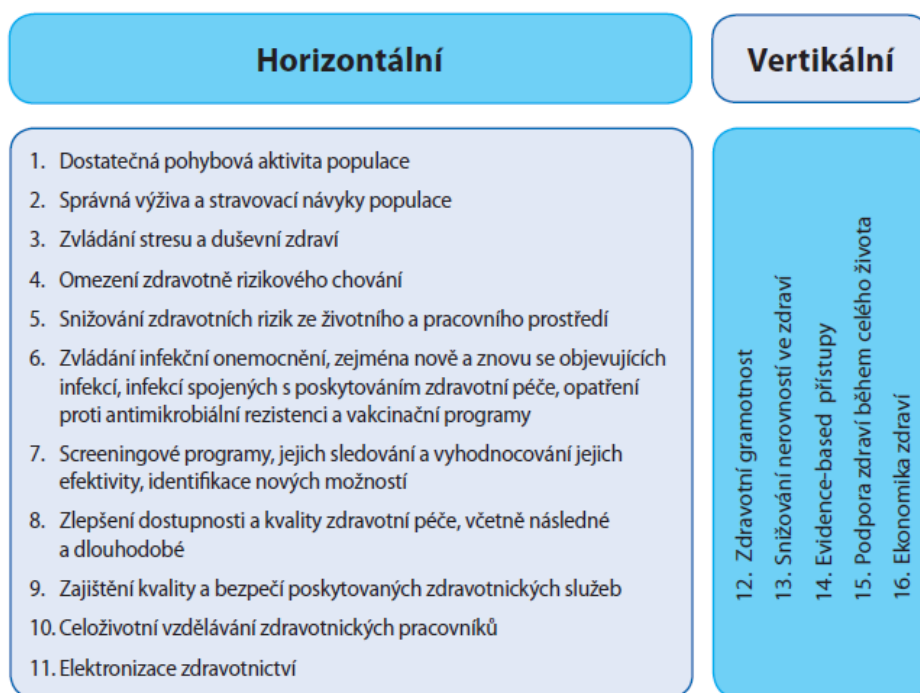 Horizontální
Vertikální
1. Dostatečná pohybová aktivita populace
2. Správná výživa a stravovací návyky populace
3. Zvládání stresu a duševní zdraví
4. Omezení zdravotně rizikového chování
5. Snižování zdravotních rizik ze životního a pracovního prostředí
6. Zvládání infekční onemocnění, zejména nově a znovu se objevujících
infekcí, infekcí spojených s poskytováním zdravotní péče, opatření
proti antimikrobiální rezistenci a vakcinační programy
7. Screeningové programy, jejich sledování a vyhodnocování jejich
efektivity, identifikace nových možností
8. Zlepšení dostupnosti a kvality zdravotní péče, včetně následné
a dlouhodobé
9. Zajištění kvality a bezpečí poskytovaných zdravotnických služeb
10. Celoživotní vzdělávání zdravotnických pracovníků
11. Elektronizace zdravotnictví
12. Zdravotní gramotnost
13. Snižování nerovností ve zdraví
14. Evidence-based přístupy
15. Podpora zdraví během celého života
16. Ekonomika zdraví